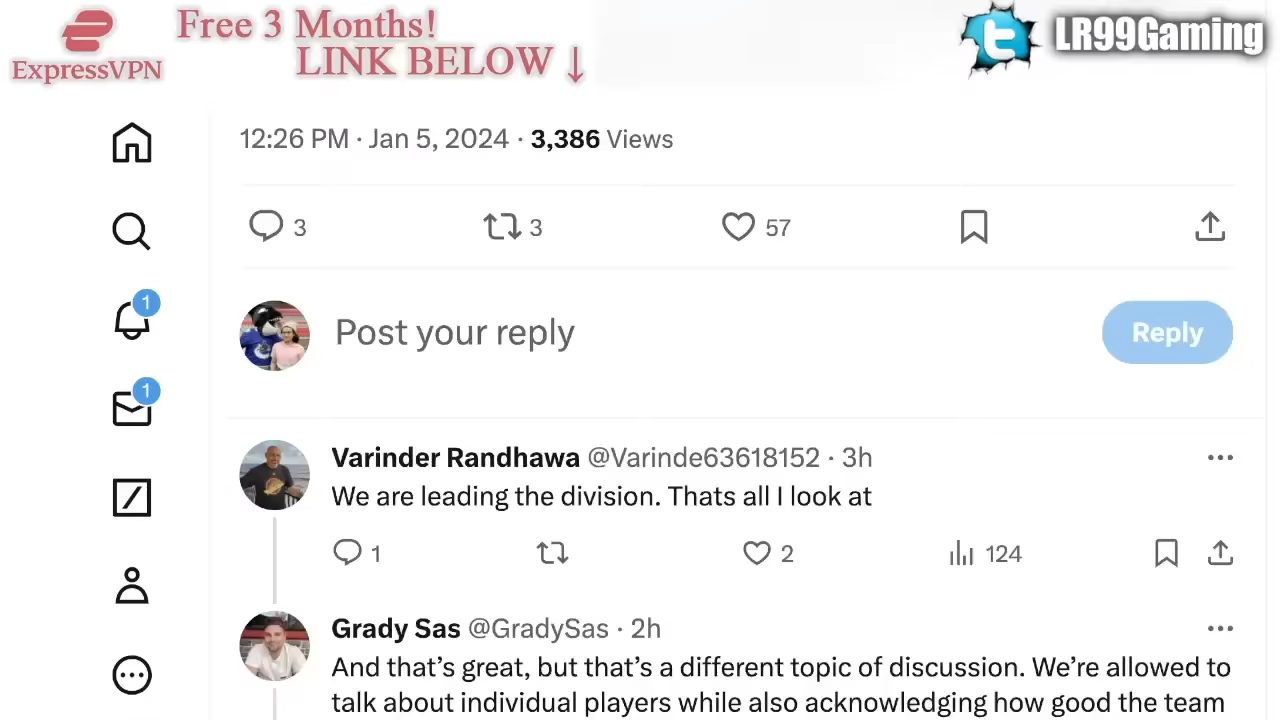 Free 3 Months!
LINK BELOW ↓
ExpressVPN
LR99Gaming
12:26 PM · Jan 5, 2024 · 3,386 Views
3
3
57
1
Post your reply
Reply
1
Varinder Randhawa @Varinde63618152 · 3h
We are leading the division. Thats all I look at
1
2
124
Grady Sas @GradySas · 2h
And that’s great, but that’s a different topic of discussion. We’re allowed to
talk about individual players while also acknowledging how good the team